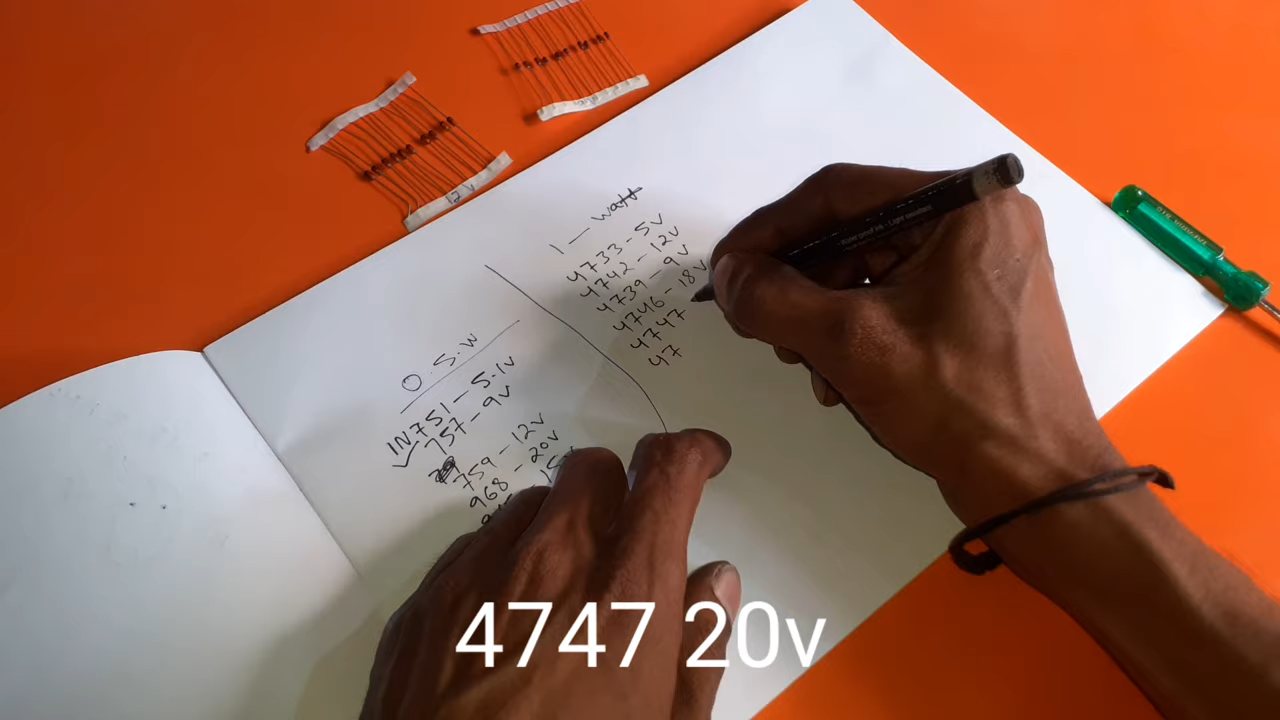 12V
1 - watt
4733 - 5v
4742 - 12v
4739 - 9v
4746 - 18v
4747
47
0.5.W
IN751 - 5.1v
757 - 9v
759 - 12v
968 - 20v
4747 20v